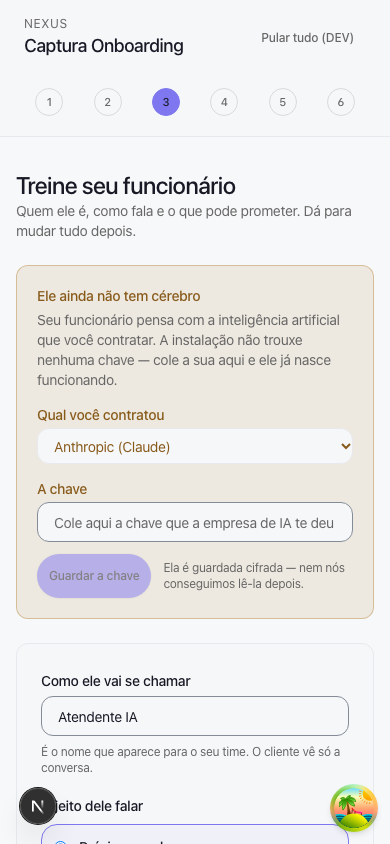 NEXUS
Captura Onboarding
Pular tudo (DEV)
1 2 3 4 5 6
Treine seu funcionário
Quem ele é, como fala e o que pode prometer. Dá para
mudar tudo depois.
Ele ainda não tem cérebro
Seu funcionário pensa com a inteligência artificial
que você contratar. A instalação não trouxe
nenhuma chave — cole a sua aqui e ele já nasce
funcionando.
Qual você contratou
Anthropic (Claude)
A chave
Cole aqui a chave que a empresa de IA te deu
Guardar a chave
Ela é guardada cifrada — nem nós
conseguimos lê-la depois.
Como ele vai se chamar
Atendente IA
É o nome que aparece para o seu time. O cliente vê só a
conversa.
N
jeito dele falar